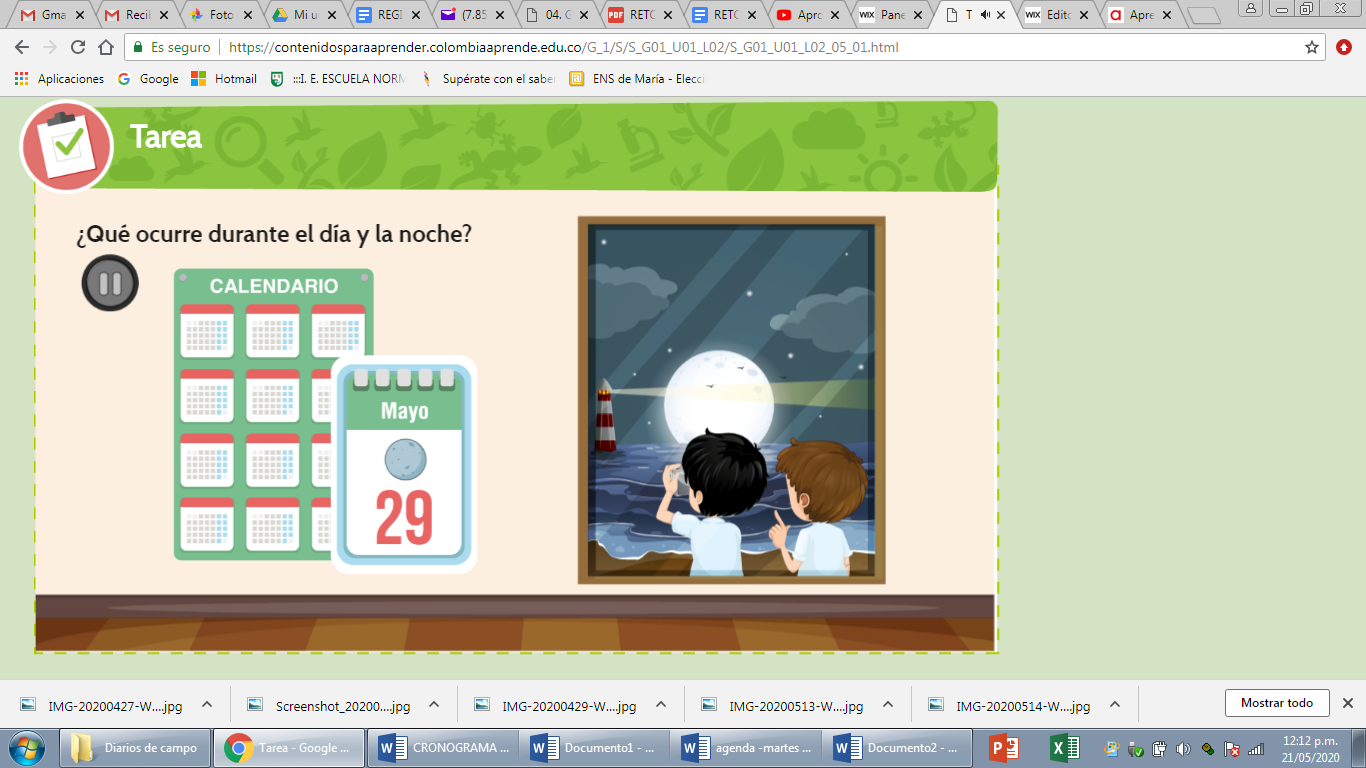 Gma
Recil
Foto
Mi u
REGI
(7.85
04. G
RETC
RETC
Apro
Pane
T
Edito
Apre
Es seguro
https://contenidosparaaprender.colombiaaprende.edu.co/G_1/S/S_G01_U01_L02/S_G01_U01_L02_05_01.html
Aplicaciones
Google
Hotmail
:::I. E. ESCUELA NORM
Supérate con el sabe
ENS de María - Elecci
Tarea
¿Qué ocurre durante el día y la noche?
CALENDARIO
Mayo
29
IMG-20200427-W....jpg
Screenshot_20200....jpg
IMG-20200429-W....jpg
IMG-20200513-W....jpg
IMG-20200514-W....jpg
Mostrar todo
Diarios de campo
Tarea - Google ...
CRONOGRAMA ...
Documento1 - ...
agenda -martes ...
Documento2 - ...
12:12 p.m.
21/05/2020